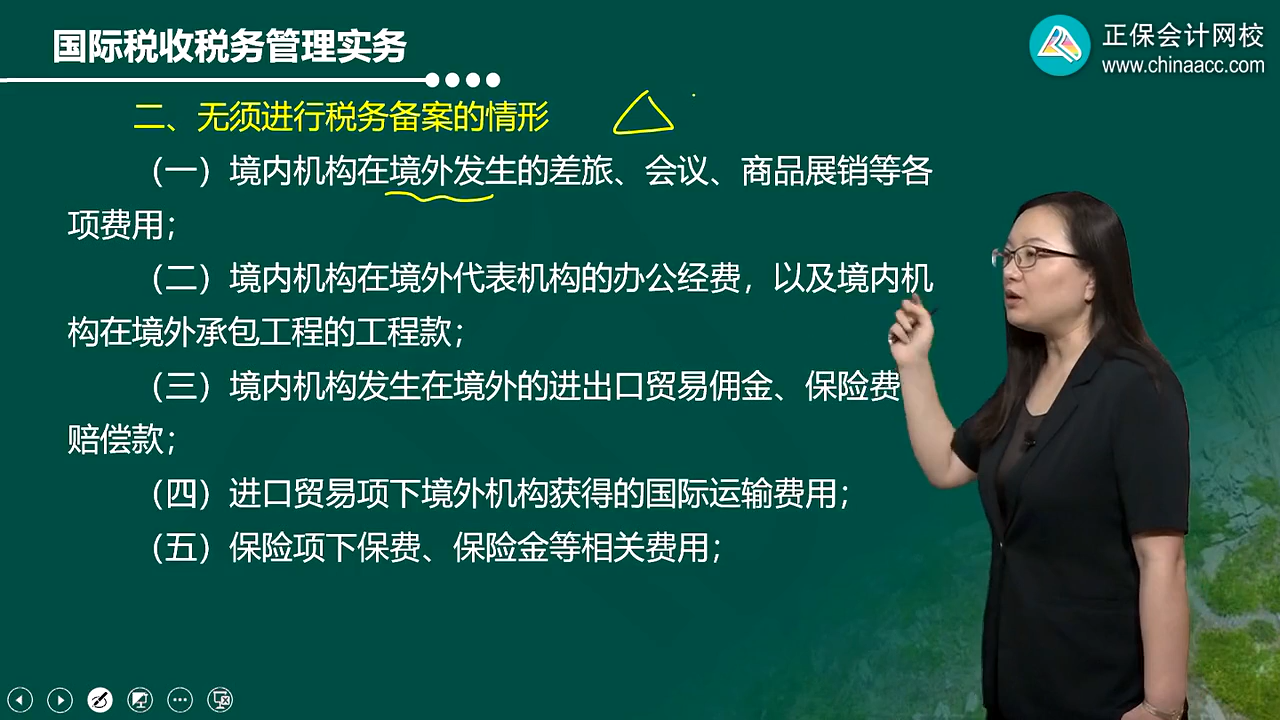 国际税收税务管理实务
正保会计网校
www.chinaacc.com
二、无须进行税务备案的情形
（一）境内机构在境外发生的差旅、会议、商品展销等各
项费用；
（二）境内机构在境外代表机构的办公经费，以及境内机
构在境外承包工程的工程款；
（三）境内机构发生在境外的进出口贸易佣金、保险费
赔偿款；
（四）进口贸易项下境外机构获得的国际运输费用；
（五）保险项下保费、保险金等相关费用；